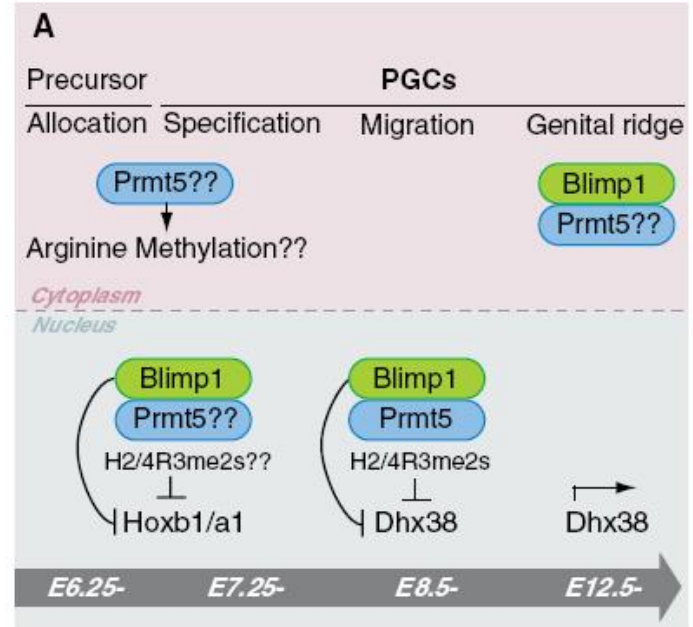 A
Precursor PGCs
Allocation Specification Migration Genital ridge
Prmt5?? Blimp1
Prmt5??
Arginine Methylation??
Cytoplasm
Nucleus
Blimp1 Blimp1
Prmt5?? Prmt5
H2/4R3me2s?? H2/4R3me2s
Hoxb1/a1 Dhx38 Dhx38
E6.25- E7.25- E8.5- E12.5-